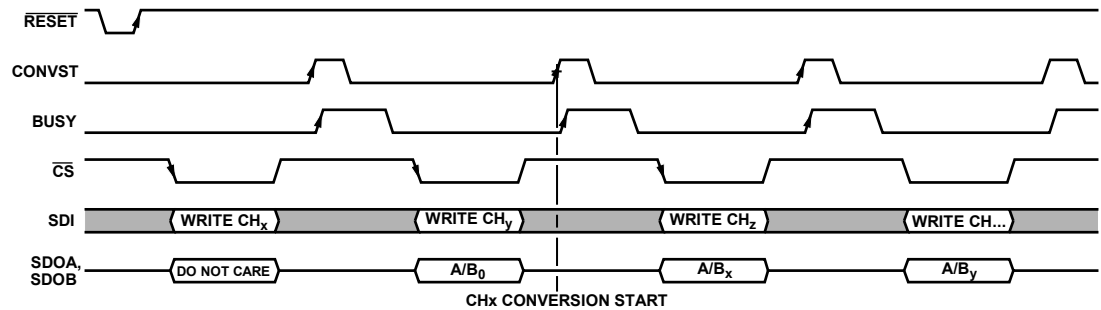 RESET
CONVST
BUSY
CS
SDI WRITE CHx WRITE CHy WRITE CHz WRITE CH...
SDOA,
SDOB DO NOT CARE A/B0 A/Bx A/By
CHx CONVERSION START